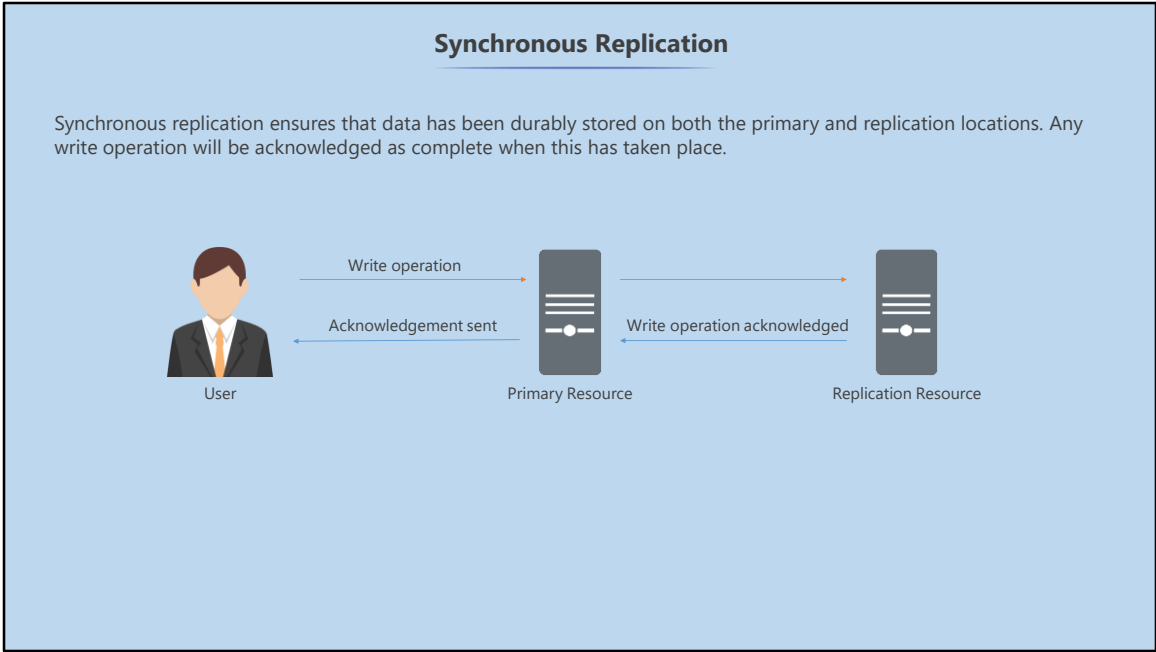 Synchronous Replication
Synchronous replication ensures that data has been durably stored on both the primary and replication locations. Any
write operation will be acknowledged as complete when this has taken place.
Write operation
Acknowledgement sent
Write operation acknowledged
User
Primary Resource
Replication Resource